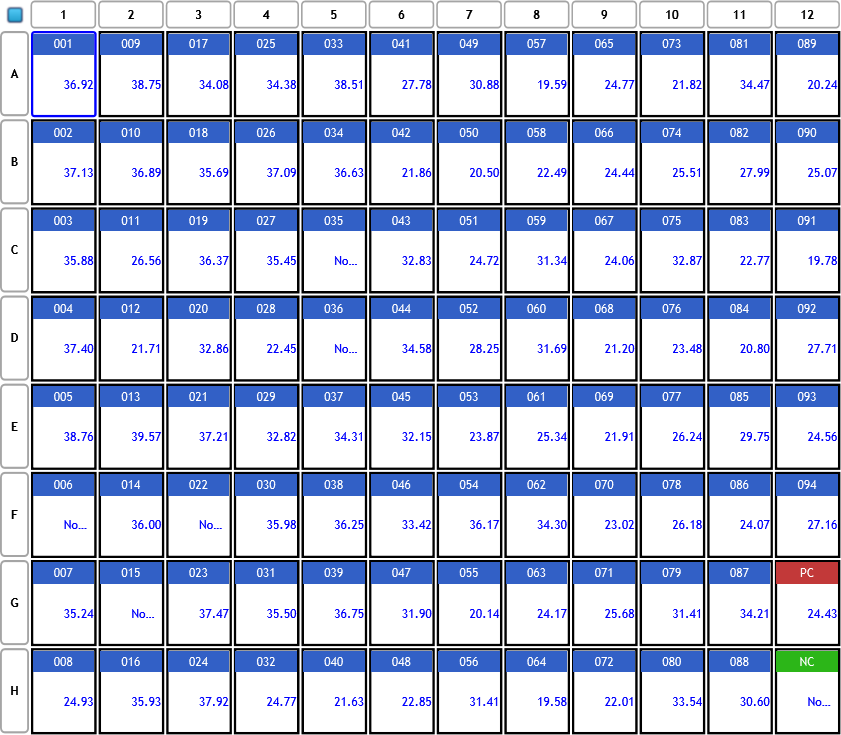 1 2 3 4 5 6 7 8 9 10 11 12
001 009 017 025 033 041 049 057 065 073 081 089
A 36.92 38.75 34.08 34.38 38.51 27.78 30.88 19.59 24.77 21.82 34.47 20.24
002 010 018 026 034 042 050 058 066 074 082 090
B 37.13 36.89 35.69 37.09 36.63 21.86 20.50 22.49 24.44 25.51 27.99 25.07
003 011 019 027 035 043 051 059 067 075 083 091
C 35.88 26.56 36.37 35.45 No... 32.83 24.72 31.34 24.06 32.87 22.77 19.78
004 012 020 028 036 044 052 060 068 076 084 092
D 37.40 21.71 32.86 22.45 No... 34.58 28.25 31.69 21.20 23.48 20.80 27.71
005 013 021 029 037 045 053 061 069 077 085 093
E 38.76 39.57 37.21 32.82 34.31 32.15 23.87 25.34 21.91 26.24 29.75 24.56
006 014 022 030 038 046 054 062 070 078 086 094
F No... 36.00 No... 35.98 36.25 33.42 36.17 34.30 23.02 26.18 24.07 27.16
007 015 023 031 039 047 055 063 071 079 087 PC
G 35.24 No... 37.47 35.50 36.75 31.90 20.14 24.17 25.68 31.41 34.21 24.43
008 016 024 032 040 048 056 064 072 080 088 NC
H 24.93 35.93 37.92 24.77 21.63 22.85 31.41 19.58 22.01 33.54 30.60 No...